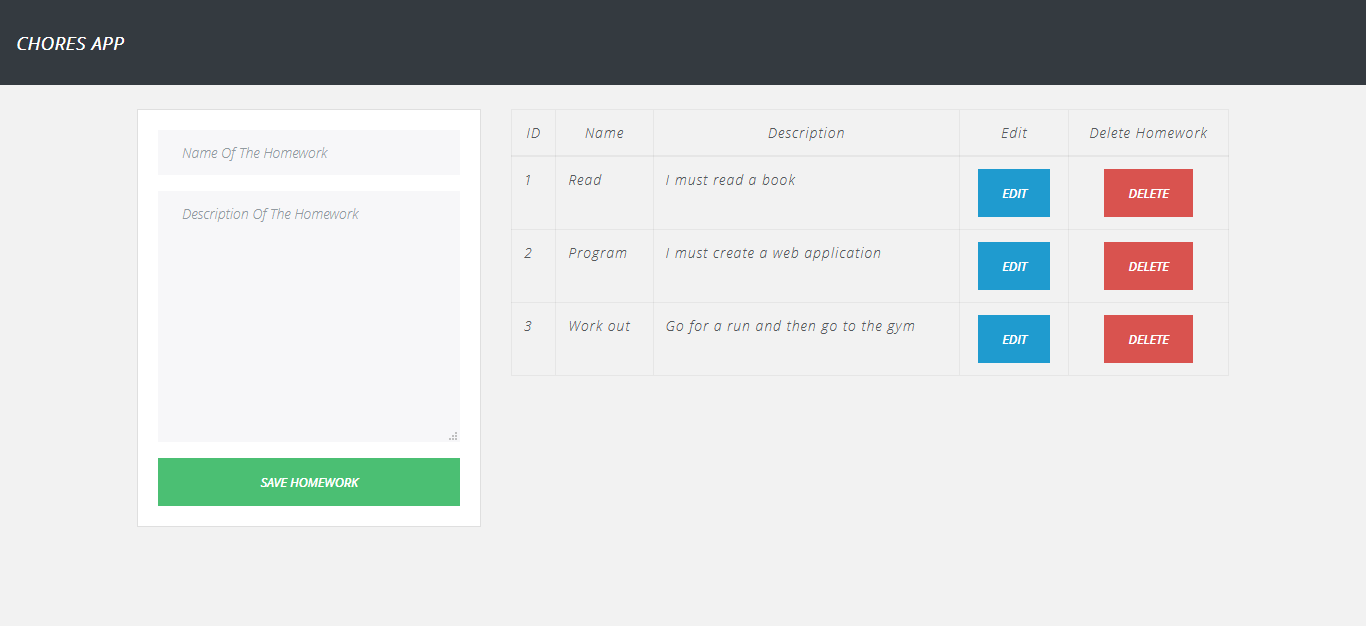 CHORES APP
Name Of The Homework
Description Of The Homework
SAVE HOMEWORK
ID Name Description Edit Delete Homework
1 Read I must read a book EDIT DELETE
2 Program I must create a web application EDIT DELETE
3 Work out Go for a run and then go to the gym EDIT DELETE